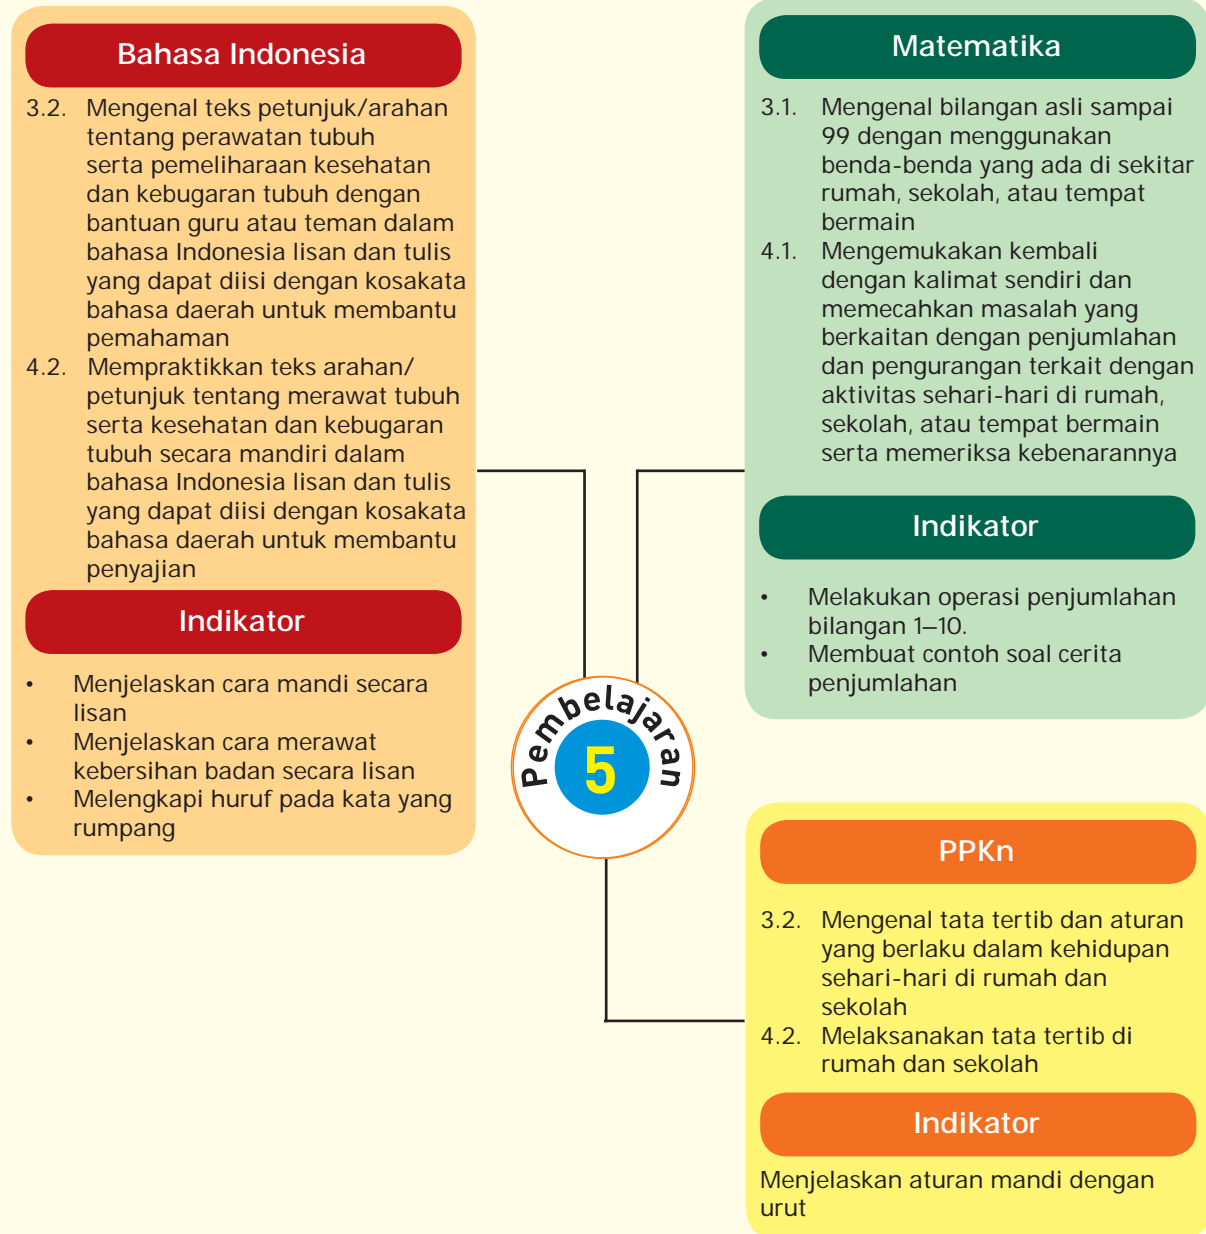 Bahasa Indonesia
3.2. Mengenal teks petunjuk/arahan
tentang perawatan tubuh
serta pemeliharaan kesehatan
dan kebugaran tubuh dengan
bantuan guru atau teman dalam
bahasa Indonesia lisan dan tulis
yang dapat diisi dengan kosakata
bahasa daerah untuk membantu
pemahaman
4.2. Mempraktikkan teks arahan/
petunjuk tentang merawat tubuh
serta kesehatan dan kebugaran
tubuh secara mandiri dalam
bahasa Indonesia lisan dan tulis
yang dapat diisi dengan kosakata
bahasa daerah untuk membantu
penyajian
Indikator
• Menjelaskan cara mandi secara
lisan
• Menjelaskan cara merawat
kebersihan badan secara lisan
• Melengkapi huruf pada kata yang
rumpang
Matematika
3.1. Mengenal bilangan asli sampai
99 dengan menggunakan
benda-benda yang ada di sekitar
rumah, sekolah, atau tempat
bermain
4.1. Mengemukakan kembali
dengan kalimat sendiri dan
memecahkan masalah yang
berkaitan dengan penjumlahan
dan pengurangan terkait dengan
aktivitas sehari-hari di rumah,
sekolah, atau tempat bermain
serta memeriksa kebenarannya
Indikator
• Melakukan operasi penjumlahan
bilangan 1–10.
• Membuat contoh soal cerita
penjumlahan
Pembelajaran
5
PPKn
3.2. Mengenal tata tertib dan aturan
yang berlaku dalam kehidupan
sehari-hari di rumah dan
sekolah
4.2. Melaksanakan tata tertib di
rumah dan sekolah
Indikator
Menjelaskan aturan mandi dengan
urut